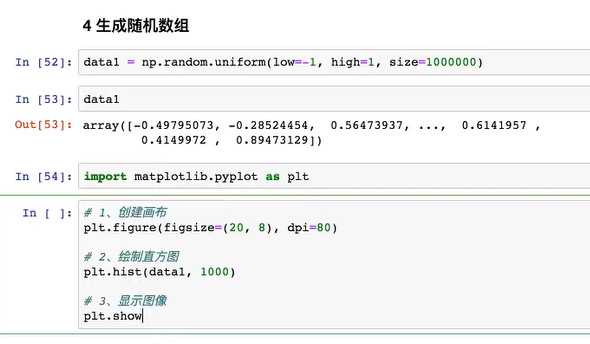 4 生成随机数组
In [52]: data1 = np.random.uniform(low=-1, high=1, size=1000000)
In [53]: data1
Out[53]: array([-0.49795073, -0.28524454,  0.56473937, ...,  0.6141957 ,
0.4149972 ,  0.89473129])
In [54]: import matplotlib.pyplot as plt
In [ ]: # 1、创建画布
plt.figure(figsize=(20, 8), dpi=80)
# 2、绘制直方图
plt.hist(data1, 1000)
# 3、显示图像
plt.show